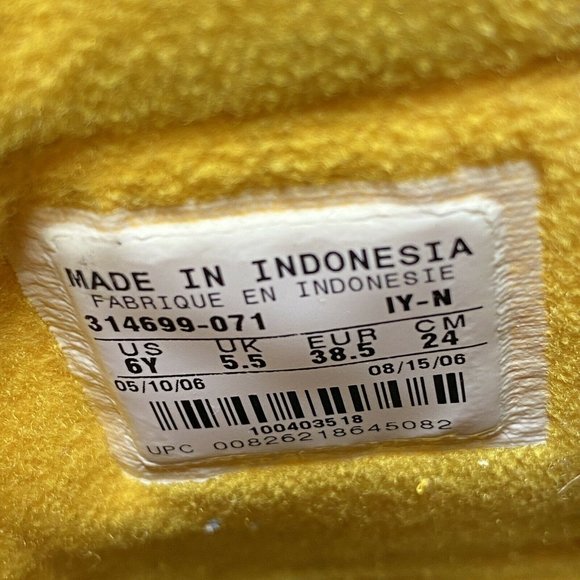 MADE IN INDONESIA
FABRIQUE EN INDONESIE
314699-071 IY-N
US UK EUR CM
6Y 5.5 38.5 24
05/10/06 08/15/06
100403518
UPC 00826218645082